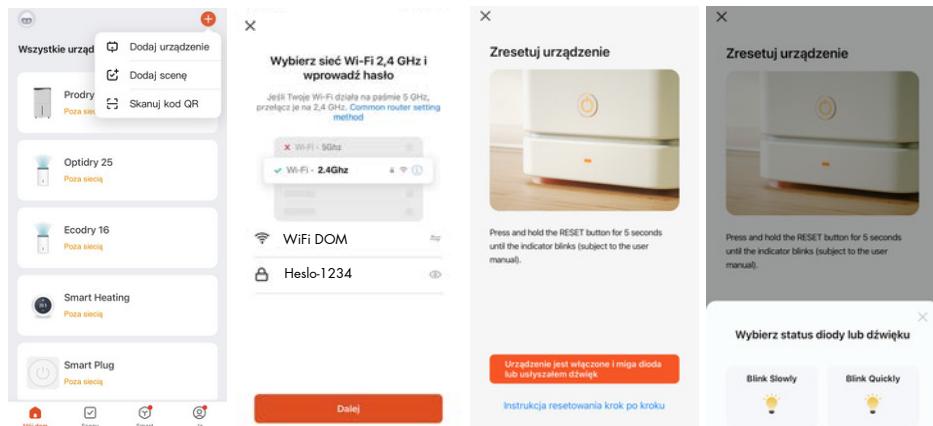 Wszystkie urząd
Dodaj urządzenie
Dodaj scenę
Skanuj kod QR
Prodry
Poza sie
Optidry 25
Poza siecią
Ecodry 16
Poza siecią
Smart Heating
Poza siecią
Smart Plug
Poza siecią
Wybierz sieć Wi-Fi 2,4 GHz i
wprowadź hasło
Jeśli Twoje Wi-Fi działa na paśmie 5 GHz,
przełącz je na 2,4 GHz. Common router setting
method
Wi-Fi - 5Ghz
Wi-Fi - 2.4Ghz
WiFi DOM
Heslo-1234
Dalej
Zresetuj urządzenie
Press and hold the RESET button for 5 seconds
until the indicator blinks (subject to the user
manual).
Urządzenie jest włączone i miga dioda
lub usłyszałem dźwięk
Instrukcja resetowania krok po kroku
Zresetuj urządzenie
Press and hold the RESET button for 5 seconds
until the indicator blinks (subject to the user
manual).
Wybierz status diody lub dźwięku
Blink Slowly
Blink Quickly